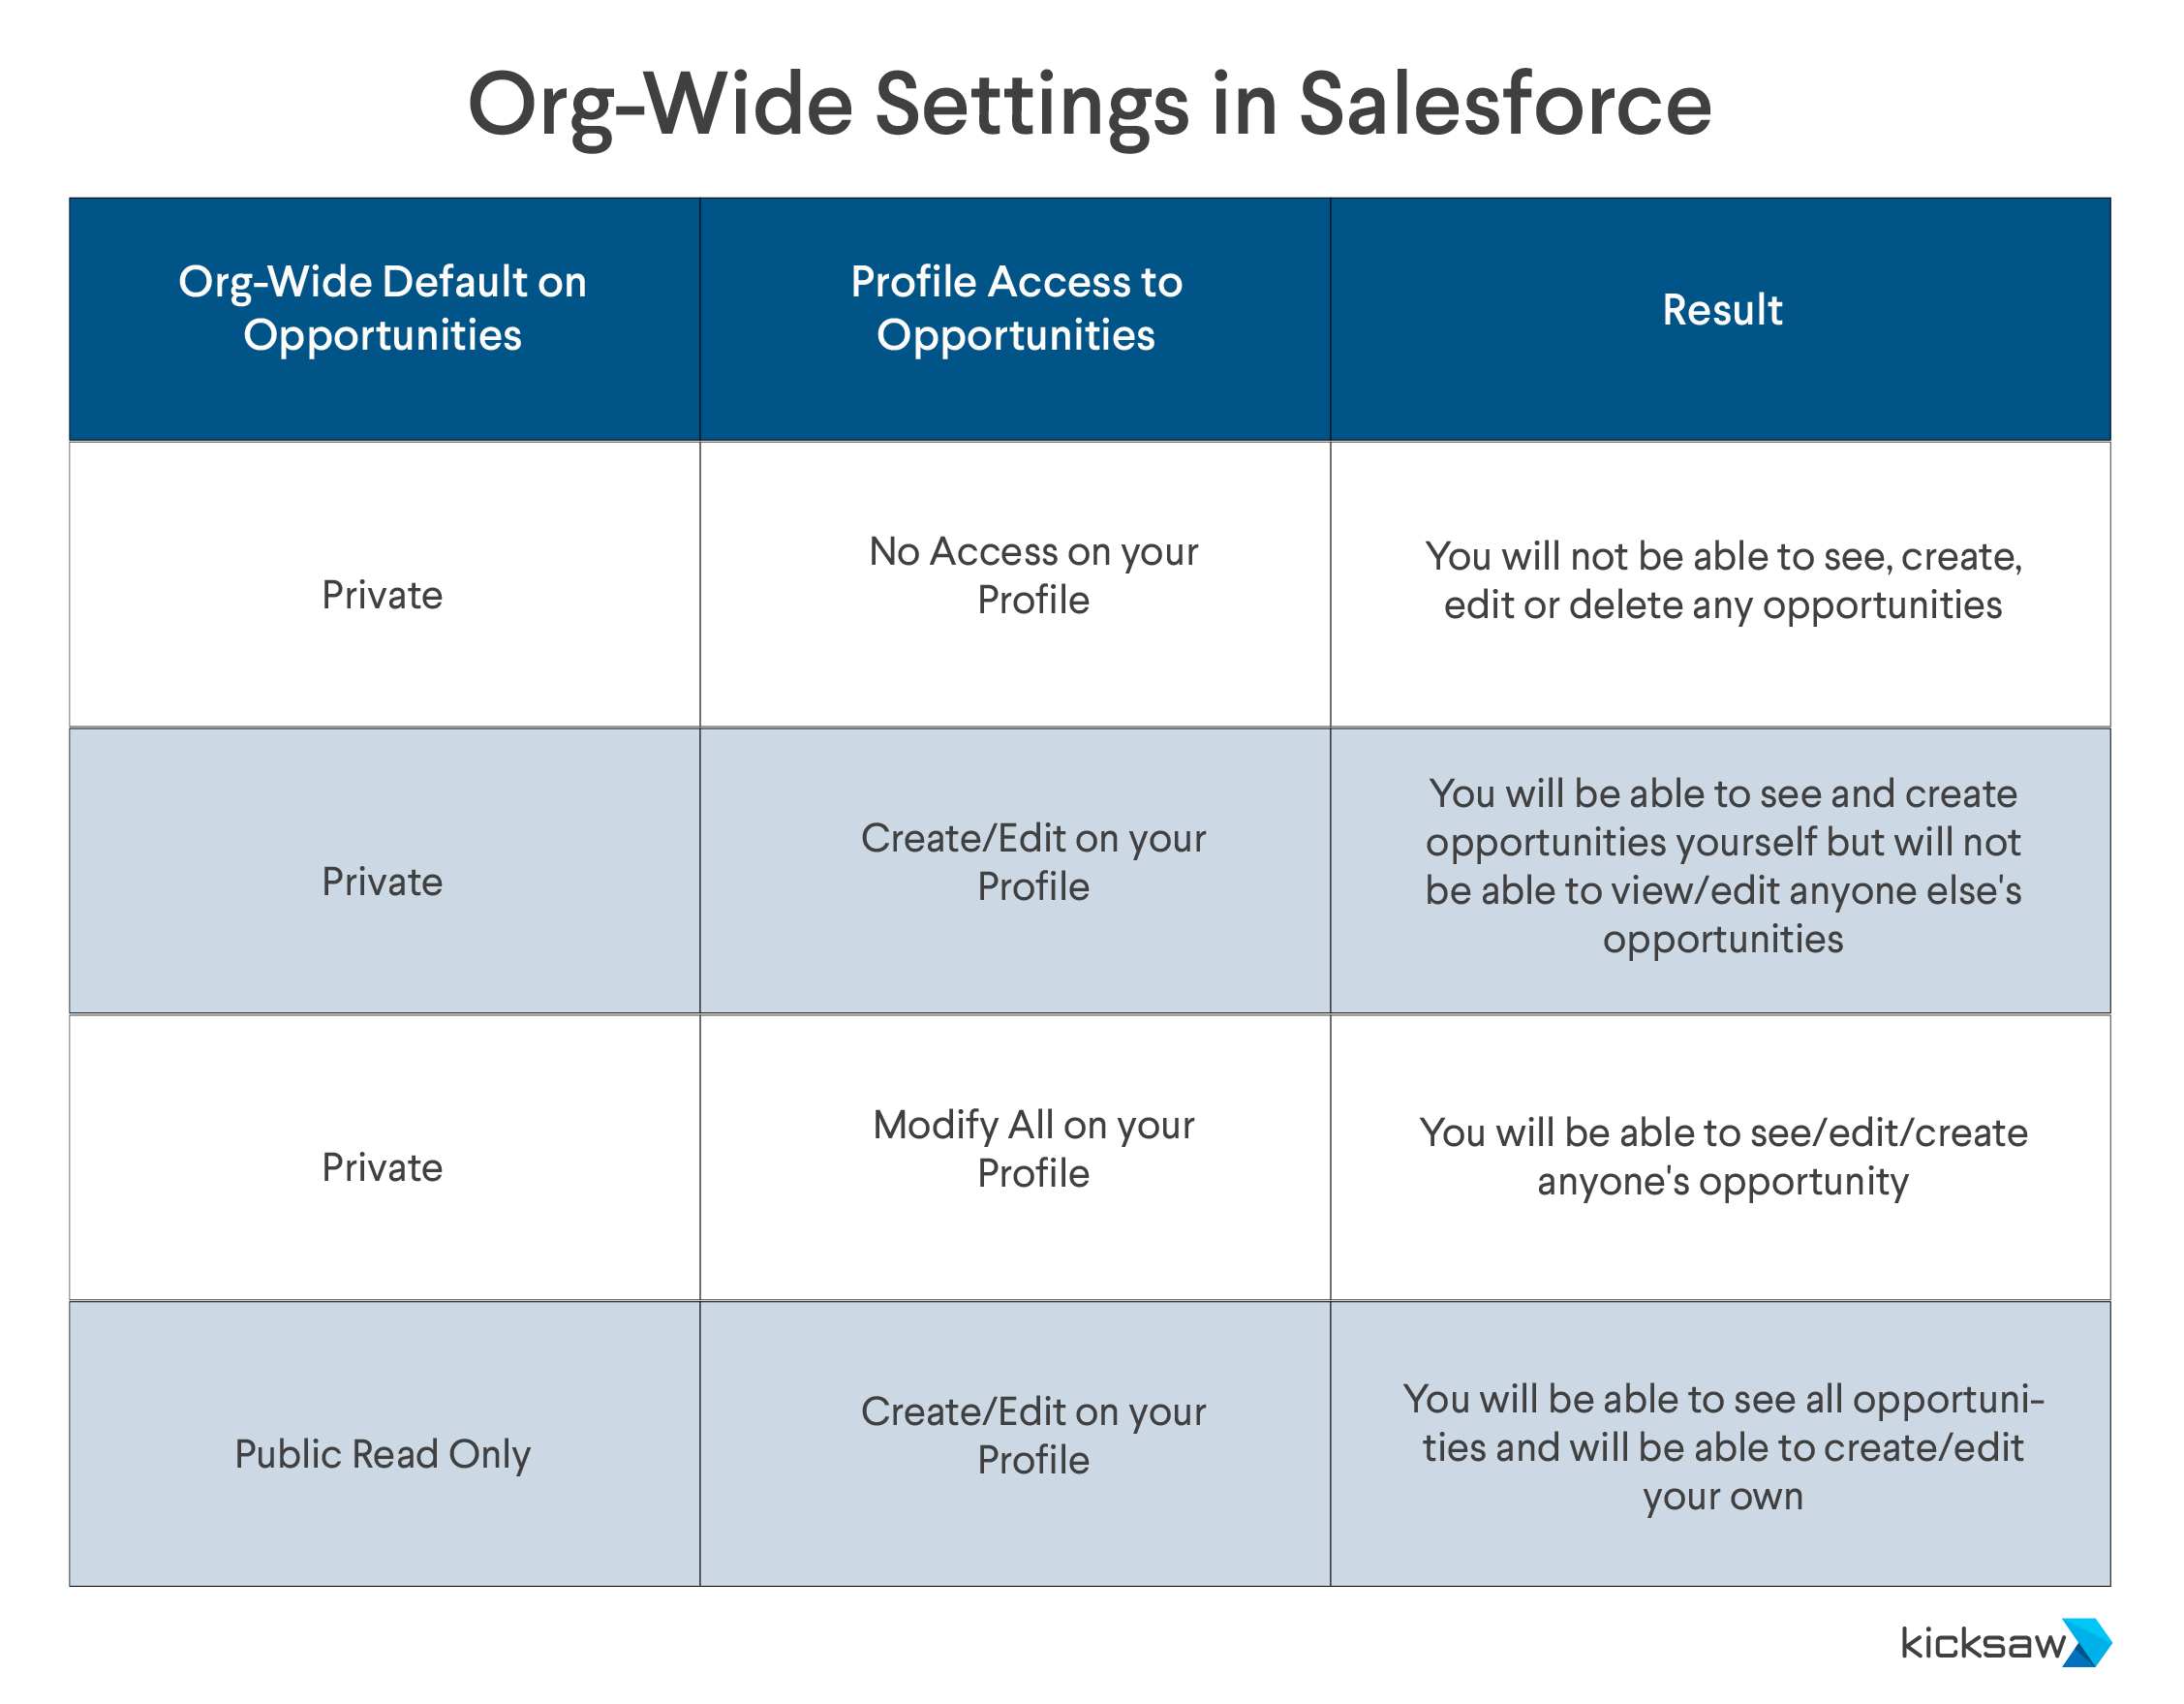 Org-Wide Settings in Salesforce
Org-Wide Default on
Opportunities
Profile Access to
Opportunities
Result
Private
No Access on your
Profile
You will not be able to see, create,
edit or delete any opportunities
Private
Create/Edit on your
Profile
You will be able to see and create
opportunities yourself but will not
be able to view/edit anyone else's
opportunities
Private
Modify All on your
Profile
You will be able to see/edit/create
anyone's opportunity
Public Read Only
Create/Edit on your
Profile
You will be able to see all opportuni-
ties and will be able to create/edit
your own
kicksaw